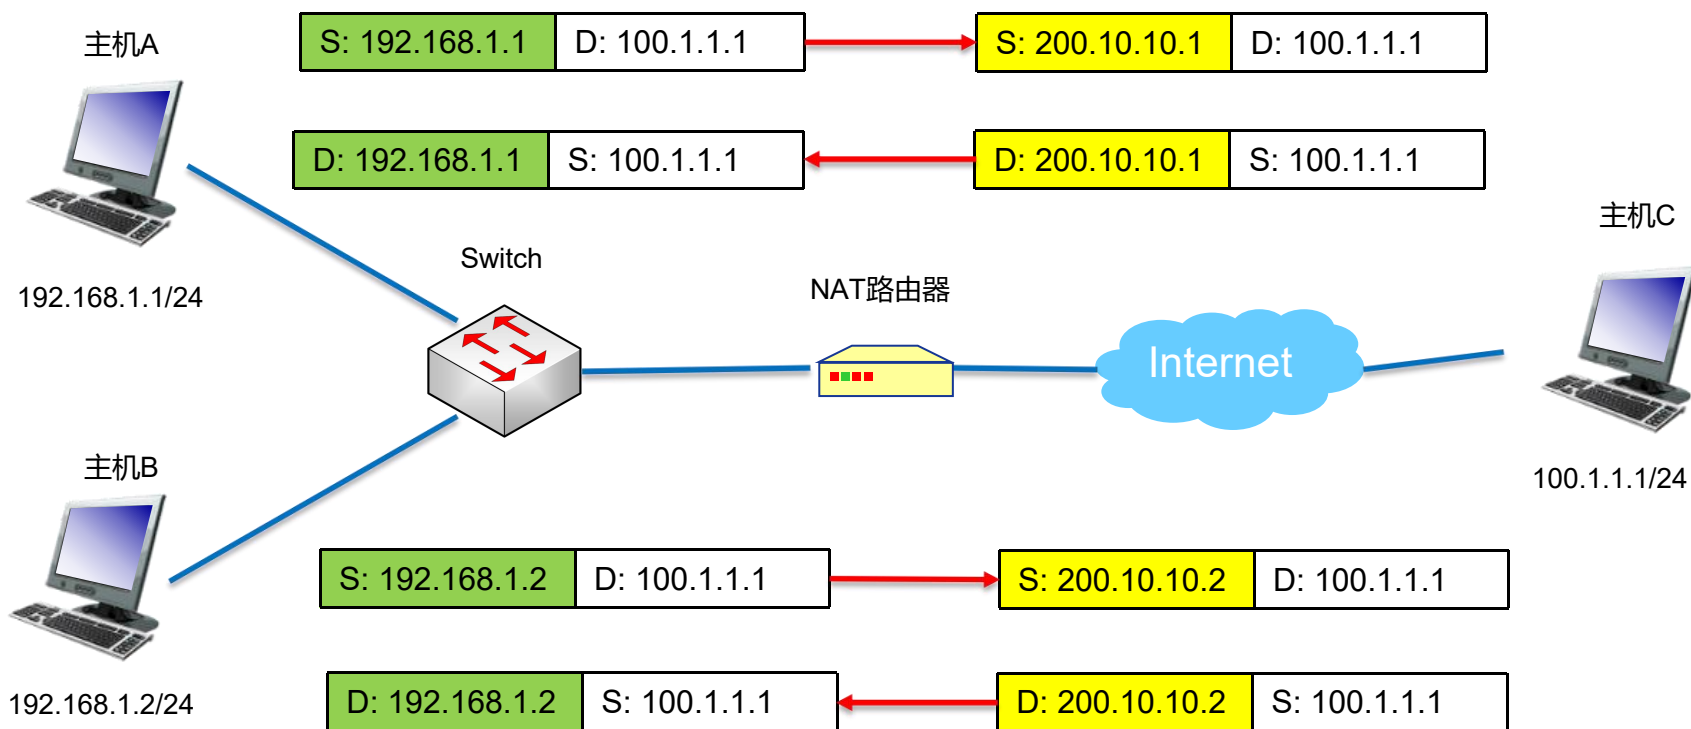 主机A
S: 192.168.1.1 D: 100.1.1.1
S: 200.10.10.1 D: 100.1.1.1
D: 192.168.1.1 S: 100.1.1.1
D: 200.10.10.1 S: 100.1.1.1
主机C
Switch
NAT路由器
192.168.1.1/24
Internet
主机B
100.1.1.1/24
S: 192.168.1.2 D: 100.1.1.1
S: 200.10.10.2 D: 100.1.1.1
192.168.1.2/24
D: 192.168.1.2 S: 100.1.1.1
D: 200.10.10.2 S: 100.1.1.1